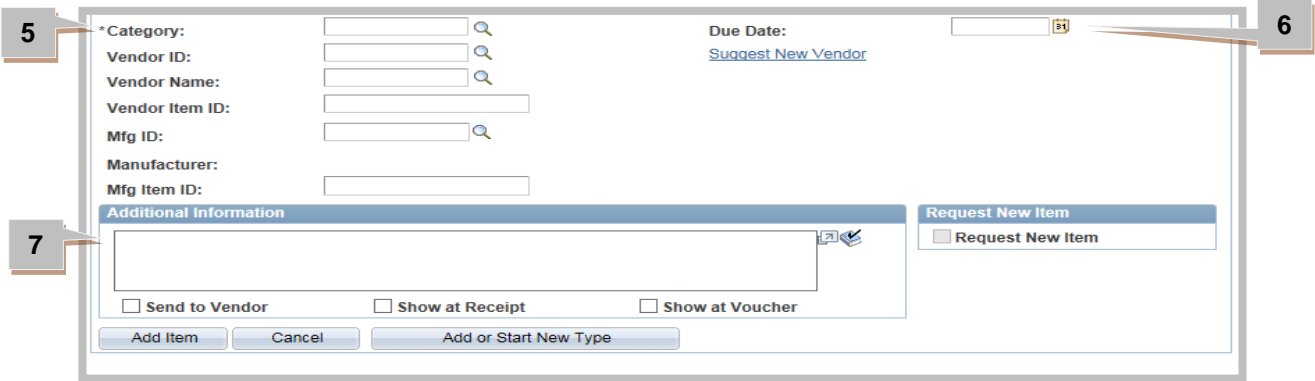 5
*Category:
Due Date:
31
6
Vendor ID:
Suggest New Vendor
Vendor Name:
Vendor Item ID:
Mfg ID:
Manufacturer:
Mfg Item ID:
Additional Information
Request New Item
7
Request New Item
Send to Vendor Show at Receipt Show at Voucher
Add Item Cancel Add or Start New Type